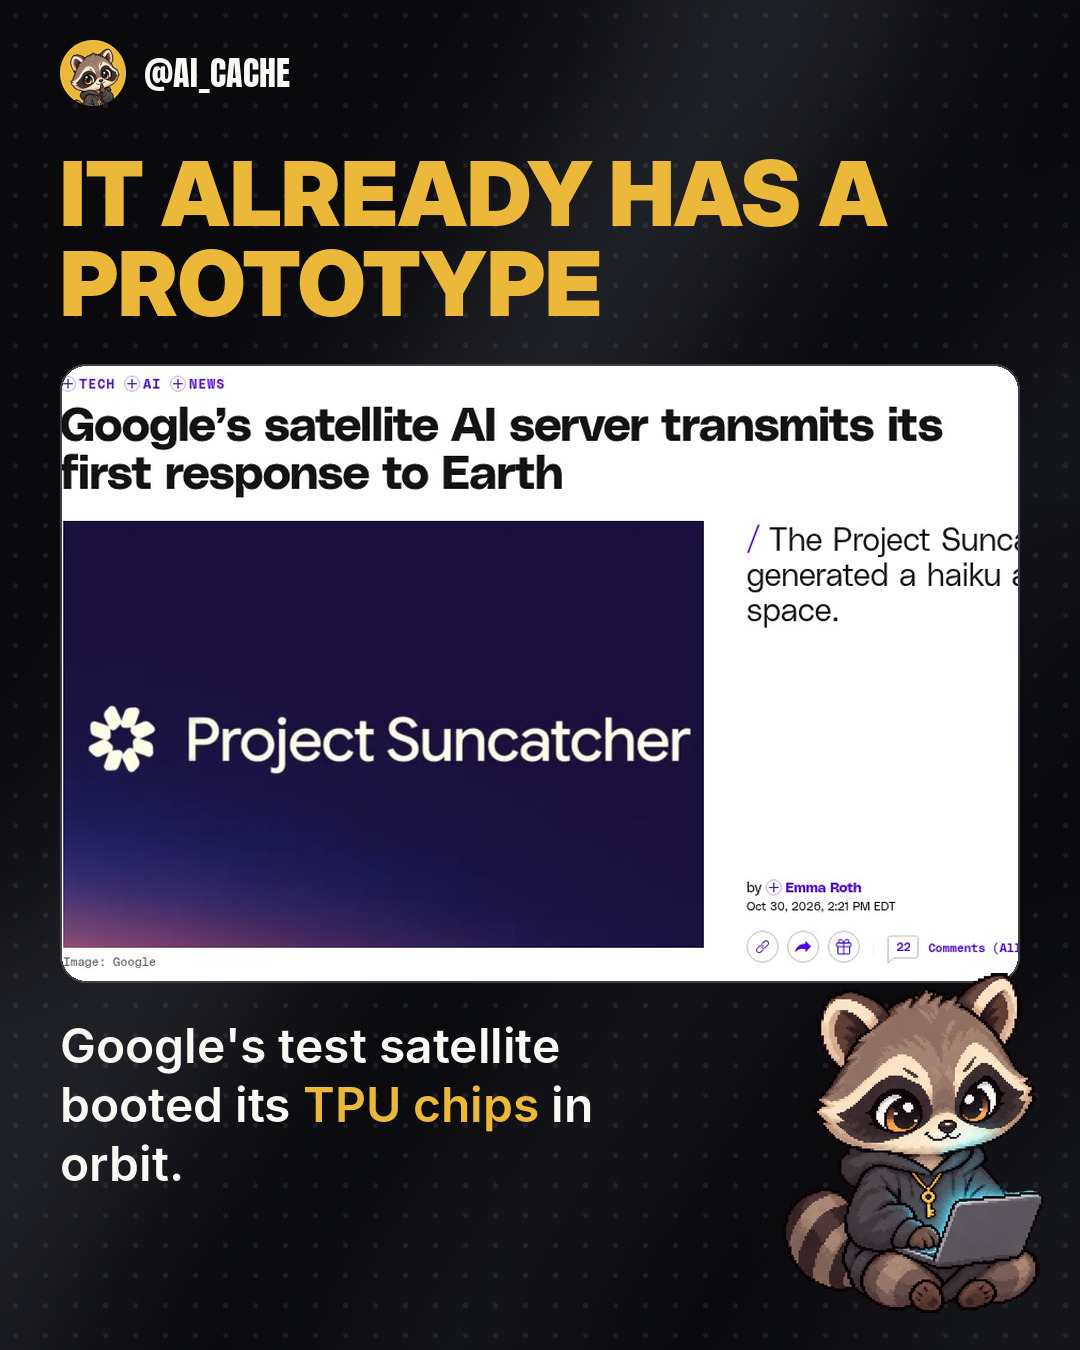 @AI_CACHE
IT ALREADY HAS A
PROTOTYPE
TECH AI NEWS
Google’s satellite AI server transmits its
first response to Earth
/ The Project
generated a haiku
space.
Project Suncatcher
by Emma Roth
Oct 30, 2026, 2:21 PM EDT
22 Comments
Image: Google
Google's test satellite
booted its TPU chips in
orbit.